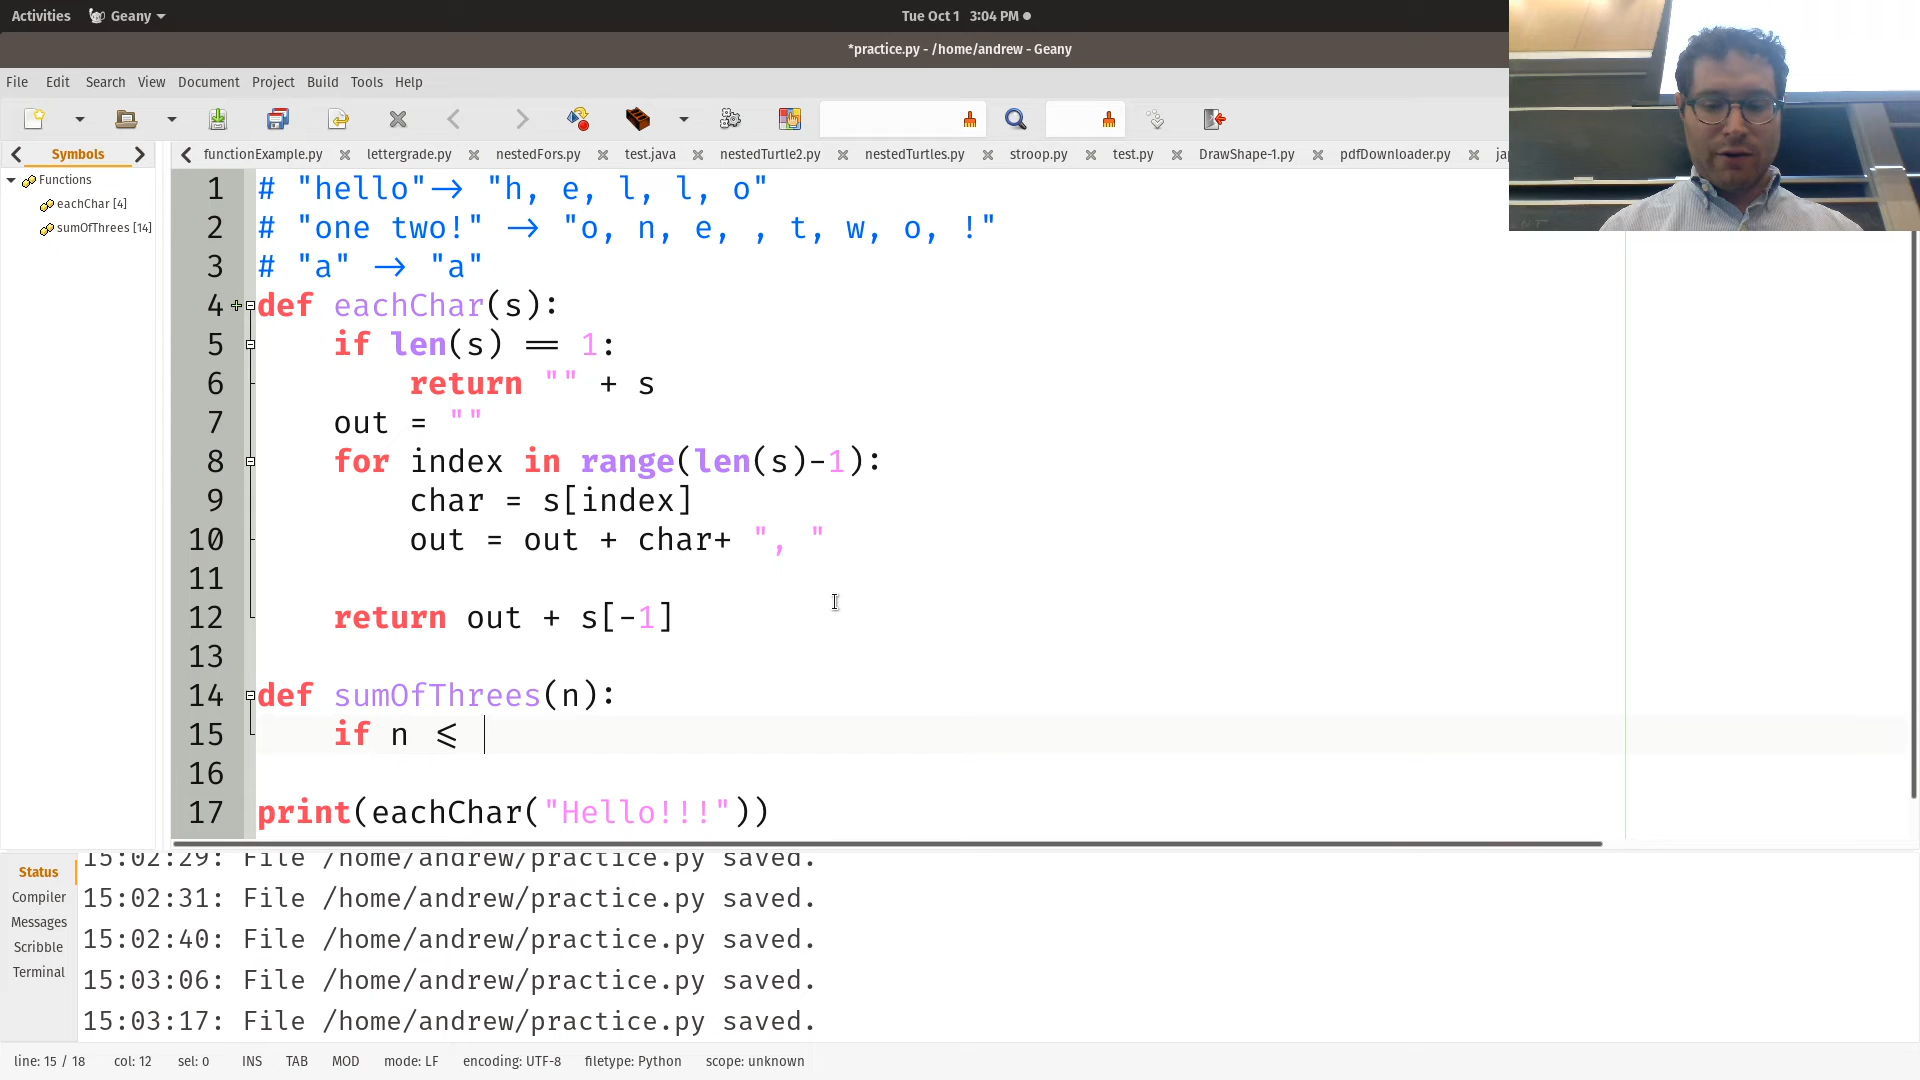 Activities Geany Tue Oct 1 3:04 PM
*practice.py - /home/andrew - Geany
File Edit Search View Document Project Build Tools Help
Symbols functionExample.py lettergrade.py nestedFors.py test.java nestedTurtle2.py nestedTurtles.py stroop.py test.py DrawShape-1.py pdfDownloader.py
Functions
eachChar [4]
sumOfThrees [14]
1 # "hello"-> "h, e, l, l, o"
2 # "one two!" -> "o, n, e, , t, w, o, !"
3 # "a" -> "a"
4 def eachChar(s):
5 if len(s) == 1:
6 return "" + s
7 out = ""
8 for index in range(len(s)-1):
9 char = s[index]
10 out = out + char+ ", "
11
12 return out + s[-1]
13
14 def sumOfThrees(n):
15 if n <=
16
17 print(eachChar("Hello!!!"))
Status
Compiler
Messages
Scribble
Terminal
15:02:29: File /home/andrew/practice.py saved.
15:02:31: File /home/andrew/practice.py saved.
15:02:40: File /home/andrew/practice.py saved.
15:03:06: File /home/andrew/practice.py saved.
15:03:17: File /home/andrew/practice.py saved.
line: 15 / 18 col: 12 sel: 0 INS TAB MOD mode: LF encoding: UTF-8 filetype: Python scope: unknown